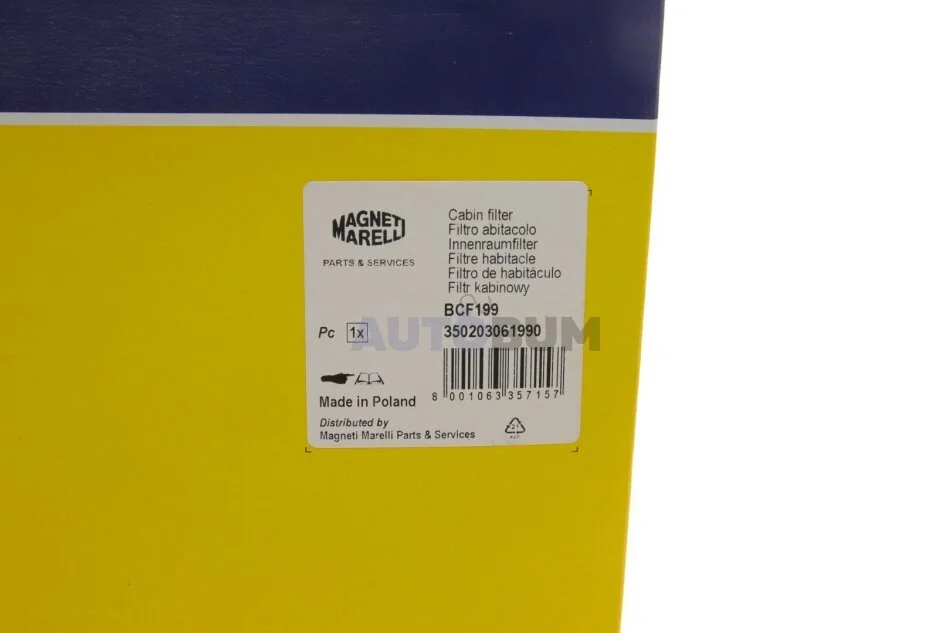 MAGNETI
MARELLI
PARTS & SERVICES
Cabin filter
Filtro abitacolo
Innenraumfilter
Filtre habitacle
Filtro de habitáculo
Filtr kabinowy
BCF199
Pc 1x
350203061990
AUTOBUM
8 001063 357157
Made in Poland
Distributed by
Magneti Marelli Parts & Services
21